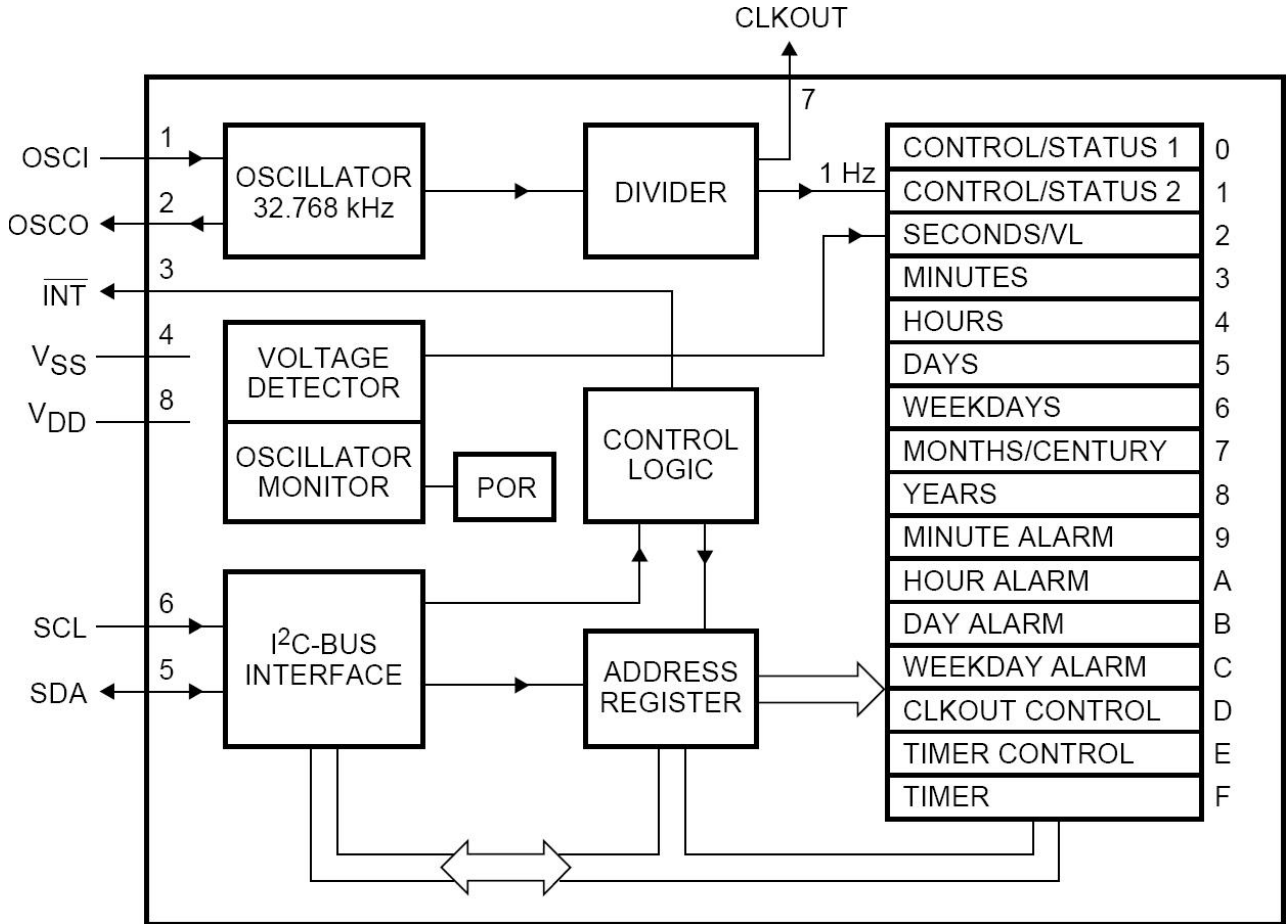 CLKOUT
7
OSCI
1
OSCILLATOR
32.768 kHz
OSCO
2
DIVIDER
1 Hz
INT
3
VSS
4
VDD
8
VOLTAGE
DETECTOR
OSCILLATOR
MONITOR
POR
CONTROL
LOGIC
SCL
6
SDA
5
I²C-BUS
INTERFACE
ADDRESS
REGISTER
CONTROL/STATUS 1 0
CONTROL/STATUS 2 1
SECONDS/VL 2
MINUTES 3
HOURS 4
DAYS 5
WEEKDAYS 6
MONTHS/CENTURY 7
YEARS 8
MINUTE ALARM 9
HOUR ALARM A
DAY ALARM B
WEEKDAY ALARM C
CLKOUT CONTROL D
TIMER CONTROL E
TIMER F